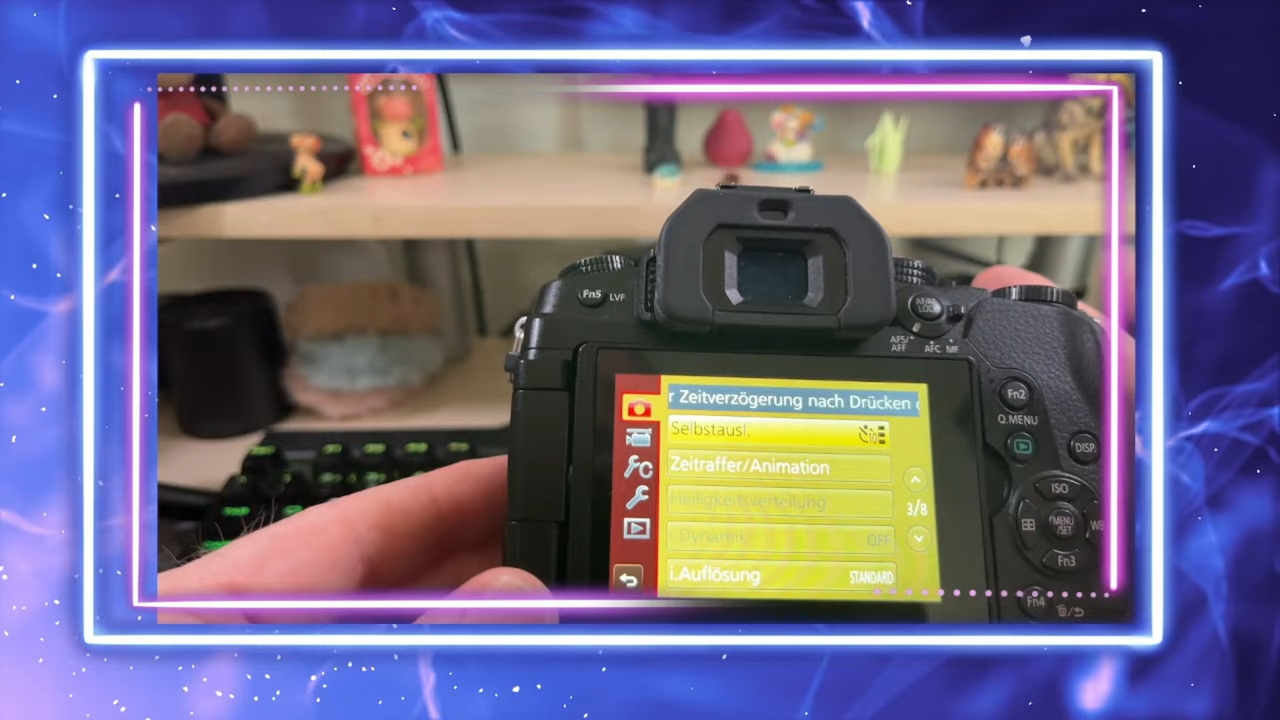 Fn5 LVF
AF/AE
LOCK
AFS/
AFF AFC MF
Fn2
Q.MENU
DISP.
ISO
MENU
/SET
WB
Fn3
Fn4
r Zeitverzögerung nach Drücken
Selbstausl.
10
Zeitraffer/Animation
Helligkeitsverteilung
i.Dynamik OFF
i.Auflösung STANDARD
3/8